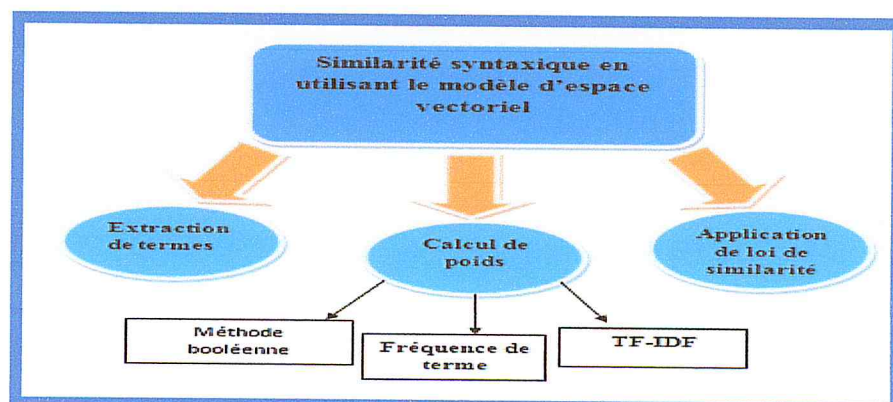 Similarité syntaxique en
utilisant le modèle d'espace
vectoriel
Extraction
de termes
Calcul de
poids
Application
de loi de
similarité
Méthode
booléenne
Fréquence de
terme
TF-IDF